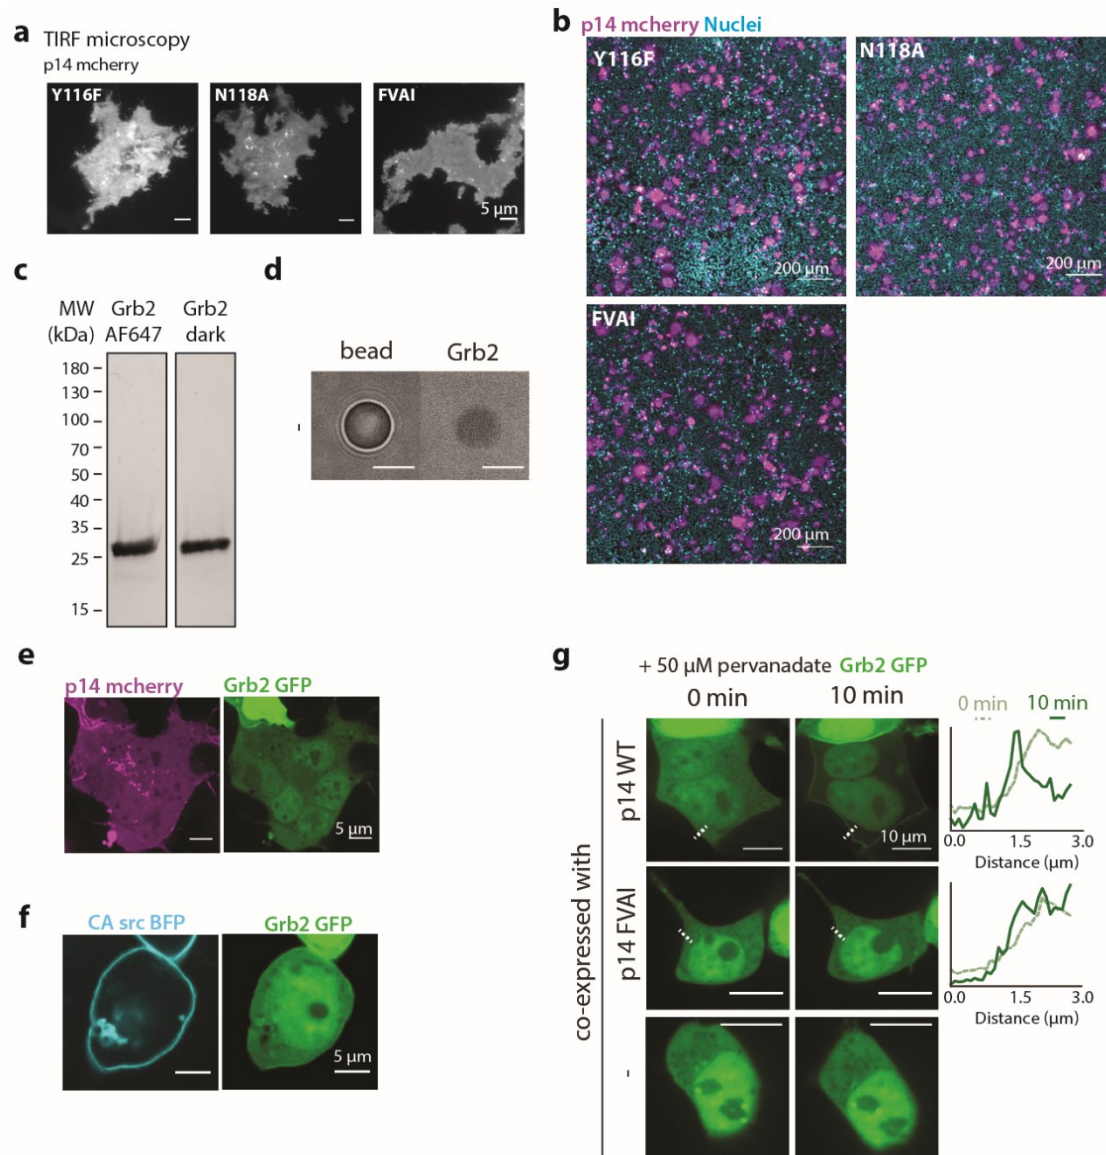 a
TIRF microscopy
p14 mcherry
Y116F
N118A
FVAI
5 μm
b
p14 mcherry Nuclei
Y116F
N118A
200 μm
200 μm
FVAI
200 μm
c
MW
(kDa)
Grb2
AF647
Grb2
dark
180
130
100
70
50
40
35
25
15
d
bead
Grb2
-
e
p14 mcherry
Grb2 GFP
5 μm
f
CA src BFP
Grb2 GFP
5 μm
g
+ 50 μM pervanadate Grb2 GFP
0 min
10 min
0 min
10 min
co-expressed with
p14 WT
10 μm
0.0 1.5 3.0
Distance (μm)
p14 FVAI
0.0 1.5 3.0
Distance (μm)
-